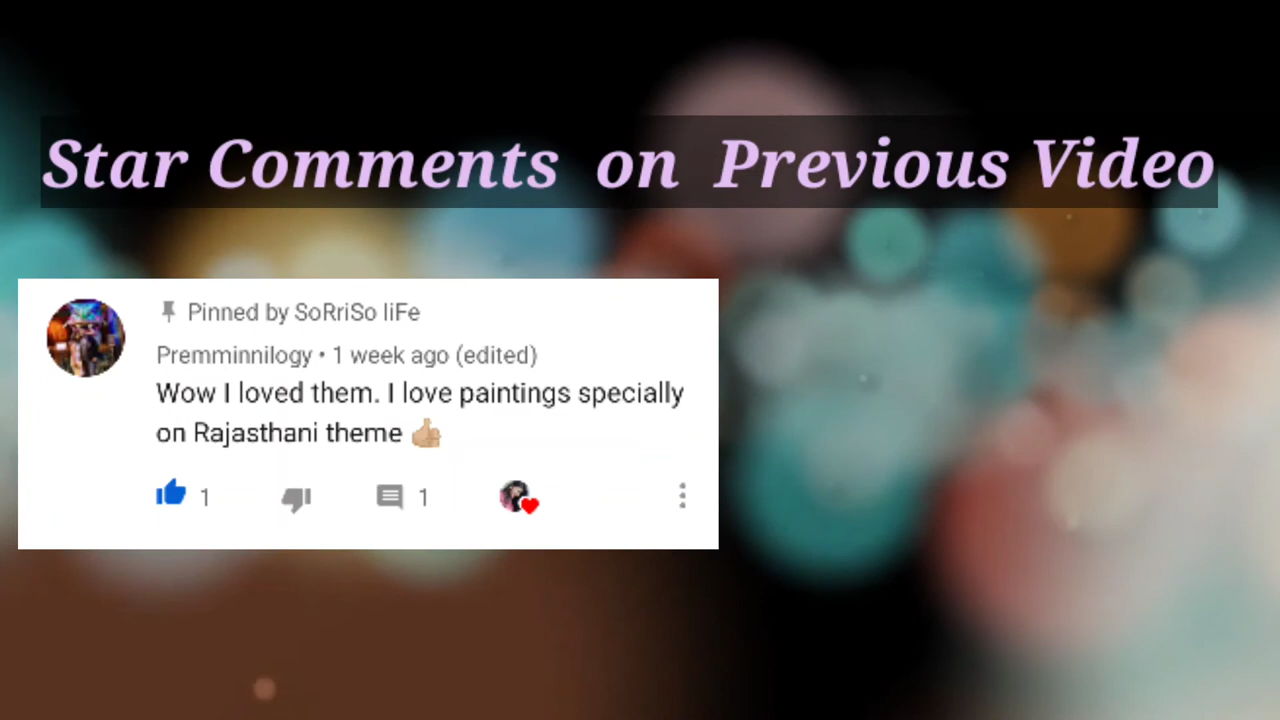 Star Comments on Previous Video
Pinned by SoRriSo liFe
Premminnilogy • 1 week ago (edited)
Wow I loved them. I love paintings specially
on Rajasthani theme 👍🏼
1 1